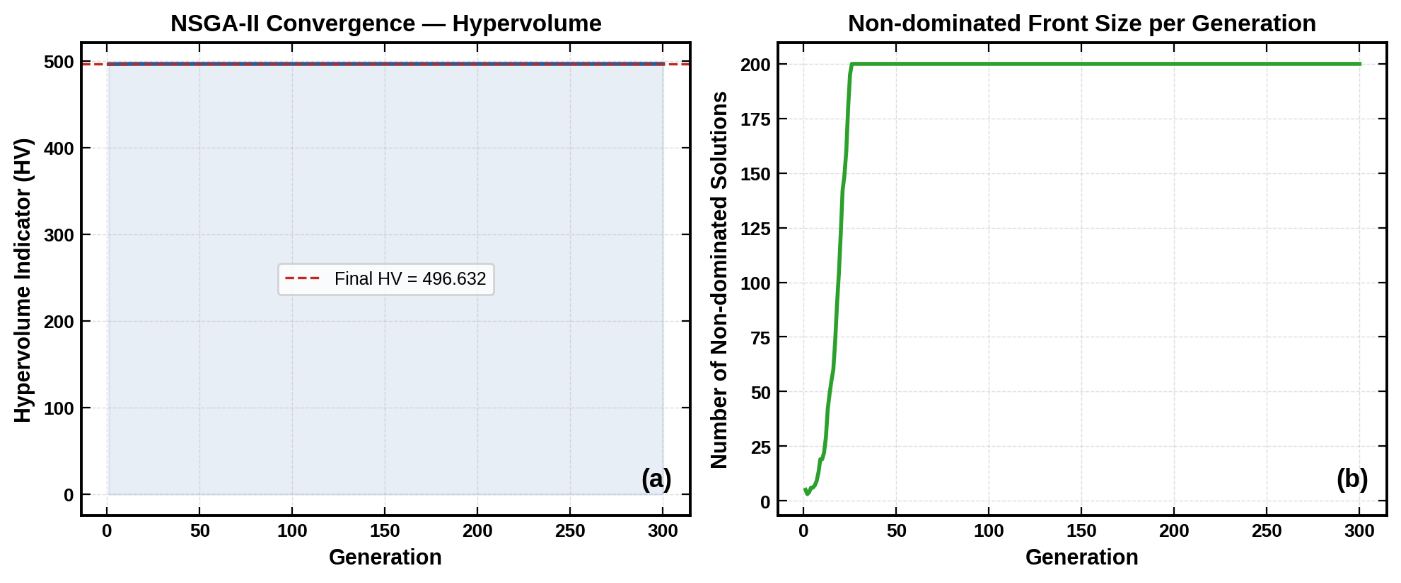 NSGA-II Convergence — Hypervolume
Hypervolume Indicator (HV)
500
400
300
200
100
0
Final HV = 496.632
(a)
0 50 100 150 200 250 300
Generation
Non-dominated Front Size per Generation
Number of Non-dominated Solutions
200
175
150
125
100
75
50
25
0
(b)
0 50 100 150 200 250 300
Generation